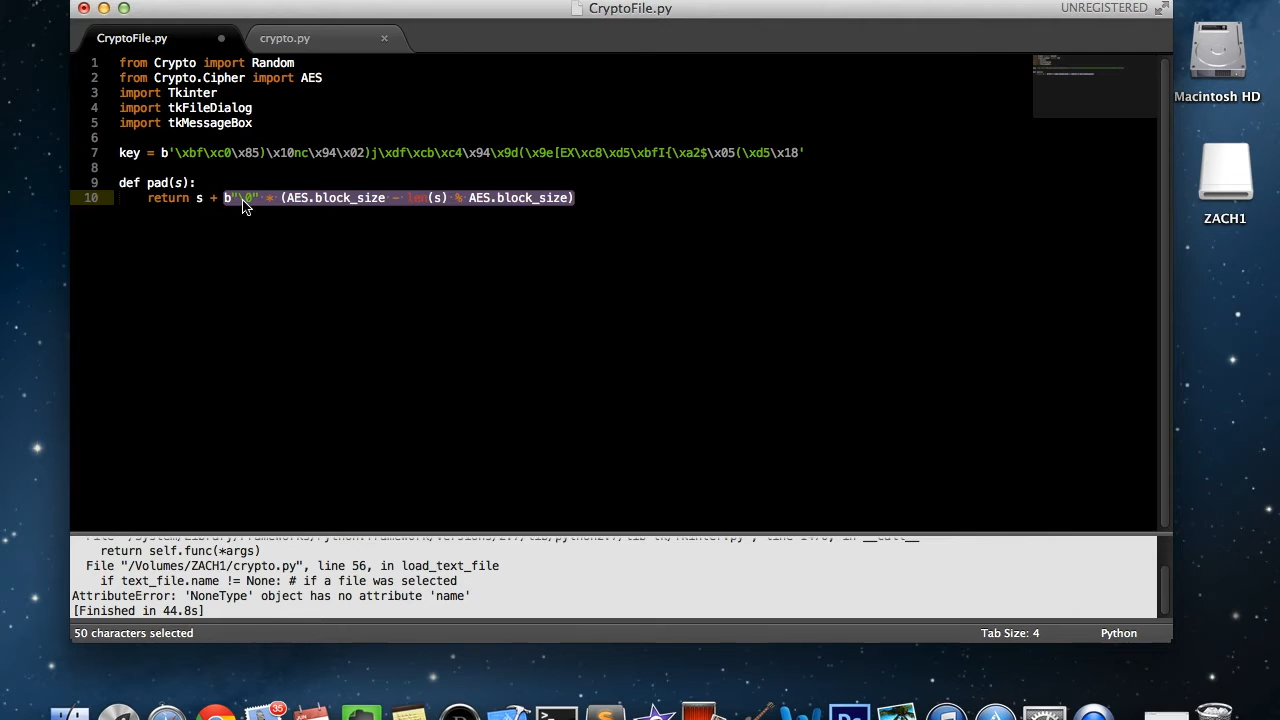 CryptoFile.py
UNREGISTERED
CryptoFile.py
crypto.py
1 from Crypto import Random
2 from Crypto.Cipher import AES
3 import Tkinter
4 import tkFileDialog
5 import tkMessageBox
6
7 key = b'\xbf\xc0\x85)\x10nc\x94\x02)j\xdf\xcb\xc4\x94\x9d(\x9e[EX\xc8\xd5\xbfI{\xa2$\x05(\xd5\x18'
8
9 def pad(s):
10 return s + b"\0" * (AES.block_size - len(s) % AES.block_size)
Macintosh HD
ZACH1
return self.func(*args)
File "/Volumes/ZACH1/crypto.py", line 56, in load_text_file
if text_file.name != None: # if a file was selected
AttributeError: 'NoneType' object has no attribute 'name'
[Finished in 44.8s]
50 characters selected
Tab Size: 4
Python
35